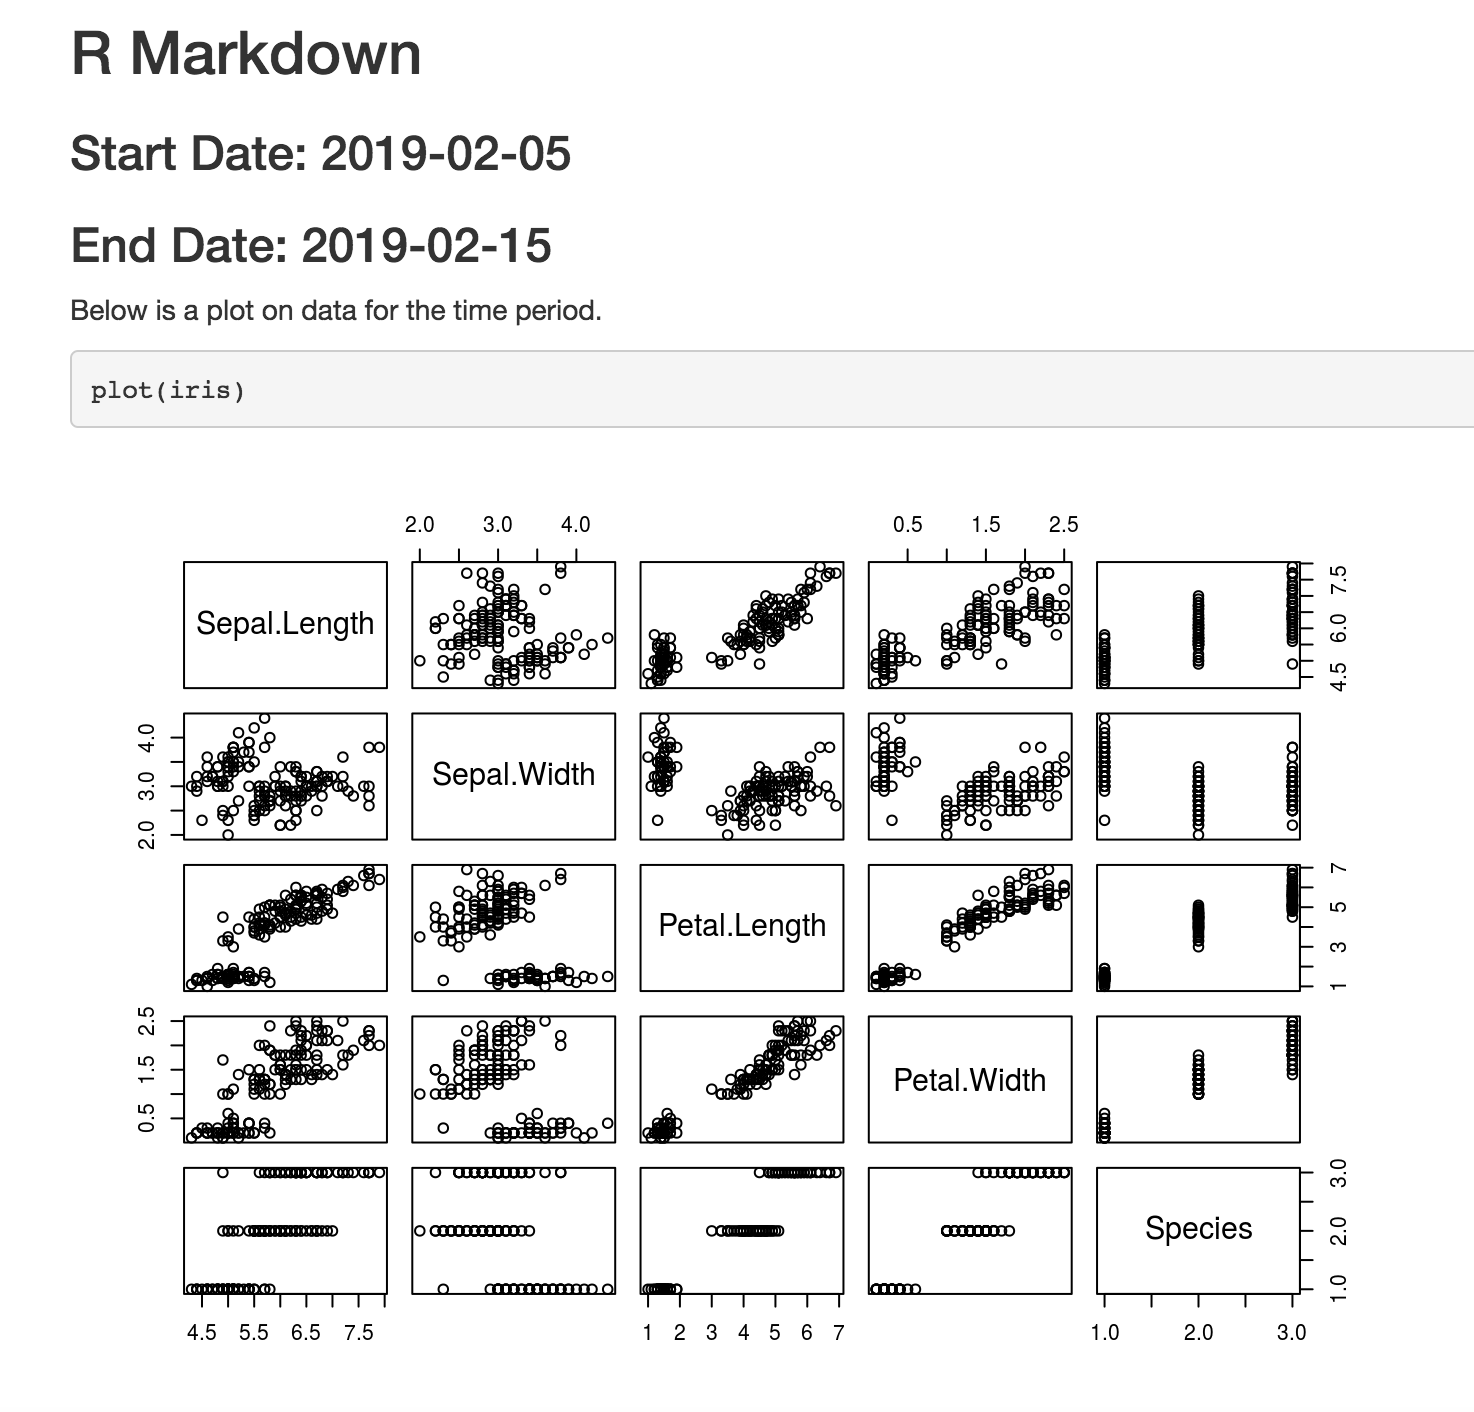 R Markdown
Start Date: 2019-02-05
End Date: 2019-02-15
Below is a plot on data for the time period.
plot(iris)
2.0 3.0 4.0 0.5 1.5 2.5
Sepal.Length
4.5 6.0 7.5
2.0 3.0 4.0
Sepal.Width
Petal.Length
1 3 5 7
0.5 1.5 2.5
Petal.Width
Species
1.0 2.0 3.0
4.5 5.5 6.5 7.5 1 2 3 4 5 6 7 1.0 2.0 3.0